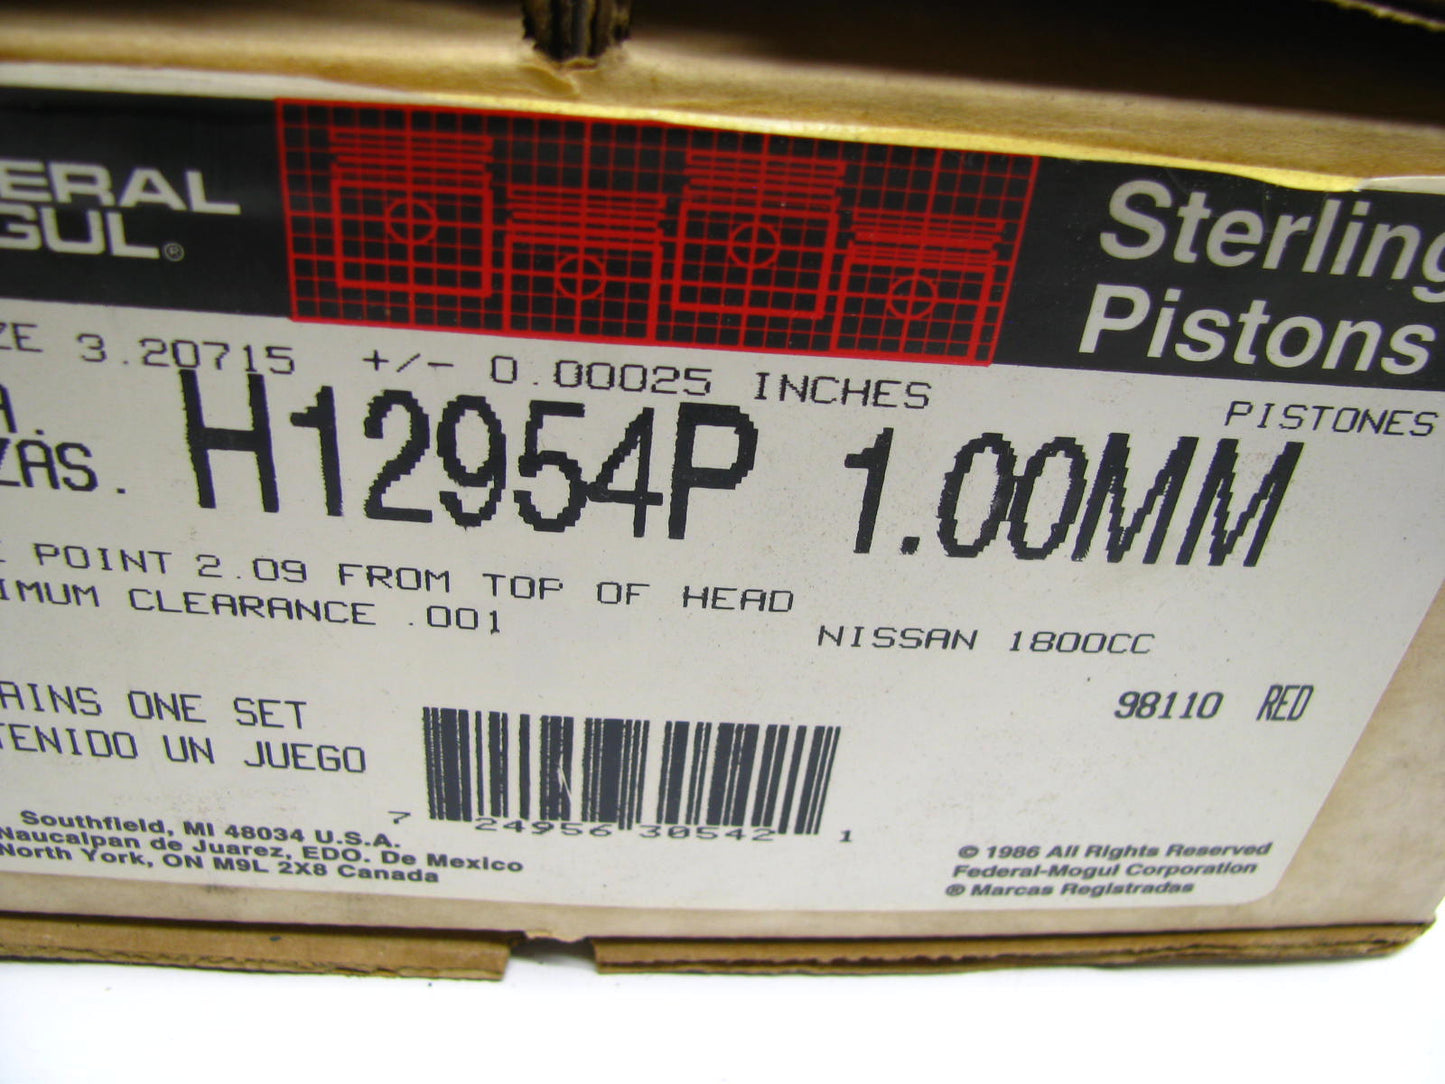 ERAL
GUL®
Sterling
Pistons
ZE 3.20715 +/- 0.00025 INCHES
PISTONES
A.
ZAS. H12954P 1.00MM
POINT 2.09 FROM TOP OF HEAD
IMUM CLEARANCE .001
NISSAN 1800CC
98110 RED
AINS ONE SET
TENIDO UN JUEGO
7 24956 30542 1
Southfield, MI 48034 U.S.A.
Naucalpan de Juarez, EDO. De Mexico
North York, ON M9L 2X8 Canada
© 1986 All Rights Reserved
Federal-Mogul Corporation
® Marcas Registradas